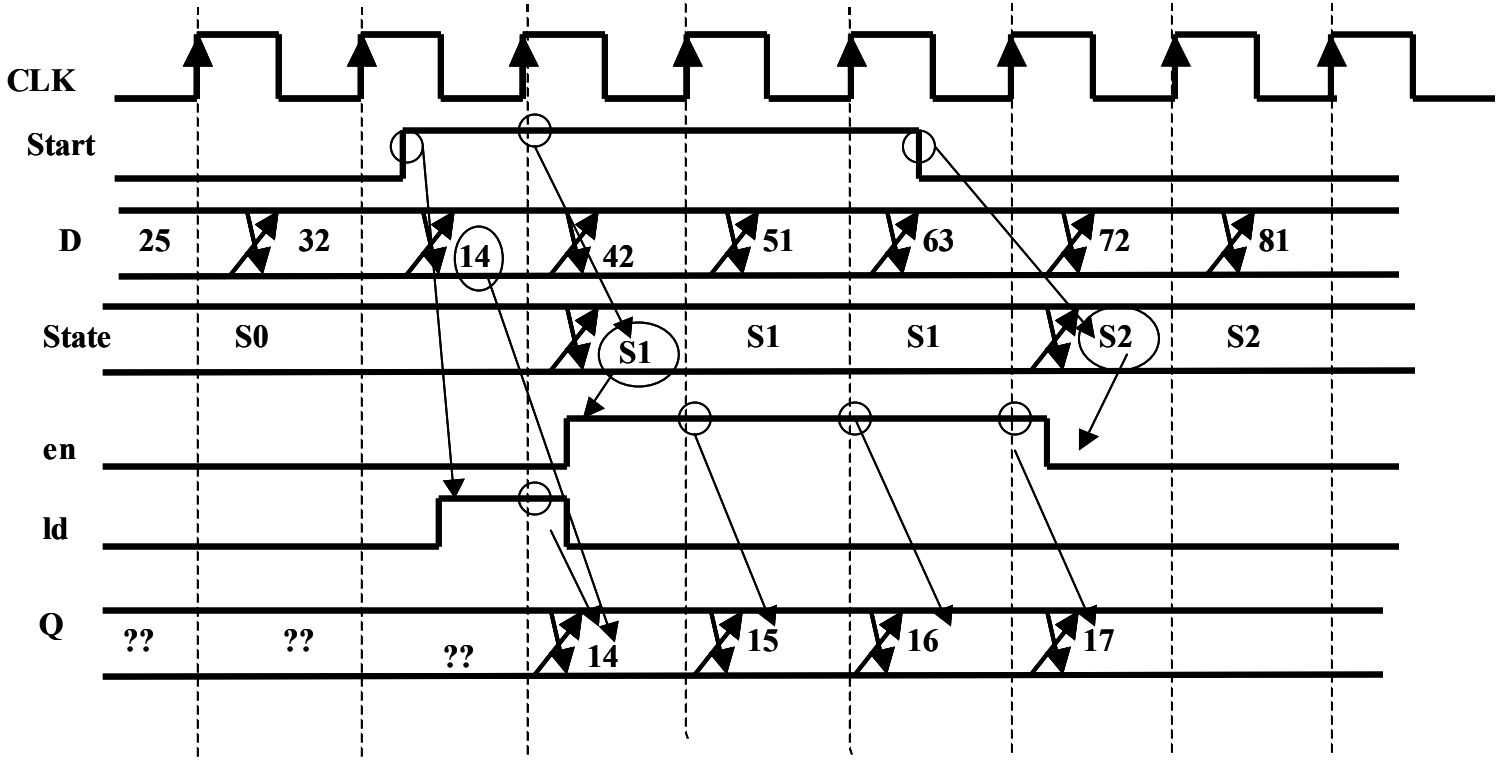 CLK
Start
D 25 32 14 42 51 63 72 81
State S0 S1 S1 S1 S2 S2
en
ld
Q ?? ?? ?? 14 15 16 17